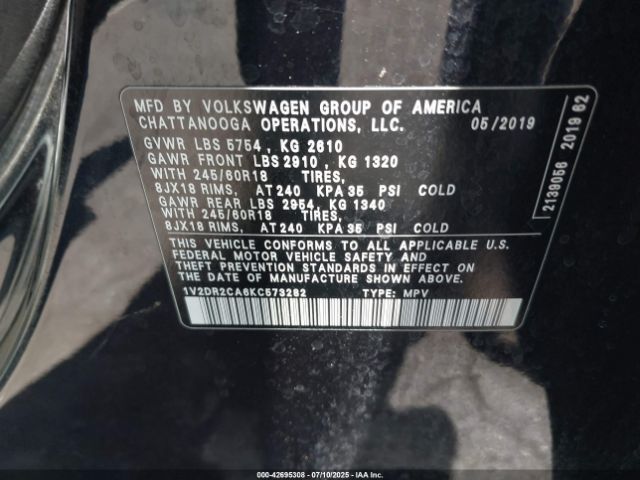 MFD BY VOLKSWAGEN GROUP OF AMERICA
CHATTANOOGA OPERATIONS, LLC. 05/2019
GVWR LBS 5754 , KG 2610
GAWR FRONT LBS 2910 , KG 1320
WITH 245/60R18 TIRES,
8JX18 RIMS, AT 240 KPA 35 PSI COLD
GAWR REAR LBS 2954, KG 1340
WITH 245/60R18 TIRES,
8JX18 RIMS, AT 240 KPA 35 PSI COLD
THIS VEHICLE CONFORMS TO ALL APPLICABLE U.S.
FEDERAL MOTOR VEHICLE SAFETY AND
THEFT PREVENTION STANDARDS IN EFFECT ON
THE DATE OF MANUFACTURE SHOWN ABOVE.
1V2DR2CA6KC573282 TYPE: MPV
2139056 2019 62
000-42695308 - 07/10/2025 - IAA Inc.